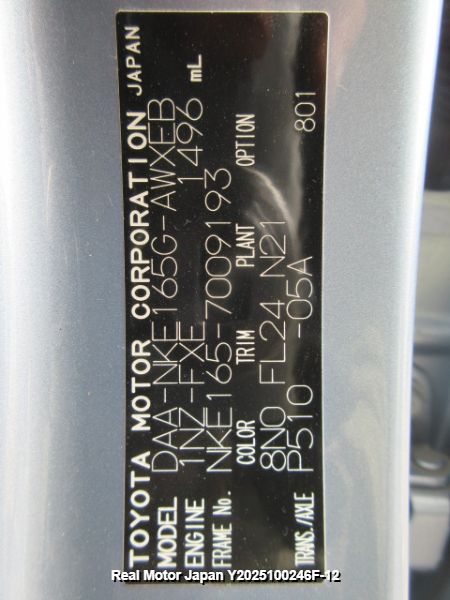 TOYOTA MOTOR CORPORATION JAPAN
MODEL DAA-NKE165G-AWXEB
ENGINE 1NZ-FXE 1496 mL
FRAME No. NKE165-7009193
COLOR TRIM PLANT OPTION
8N0 FL24 N21 801
TRANS./AXLE P510 -05A
Real Motor Japan Y2025100246F-12